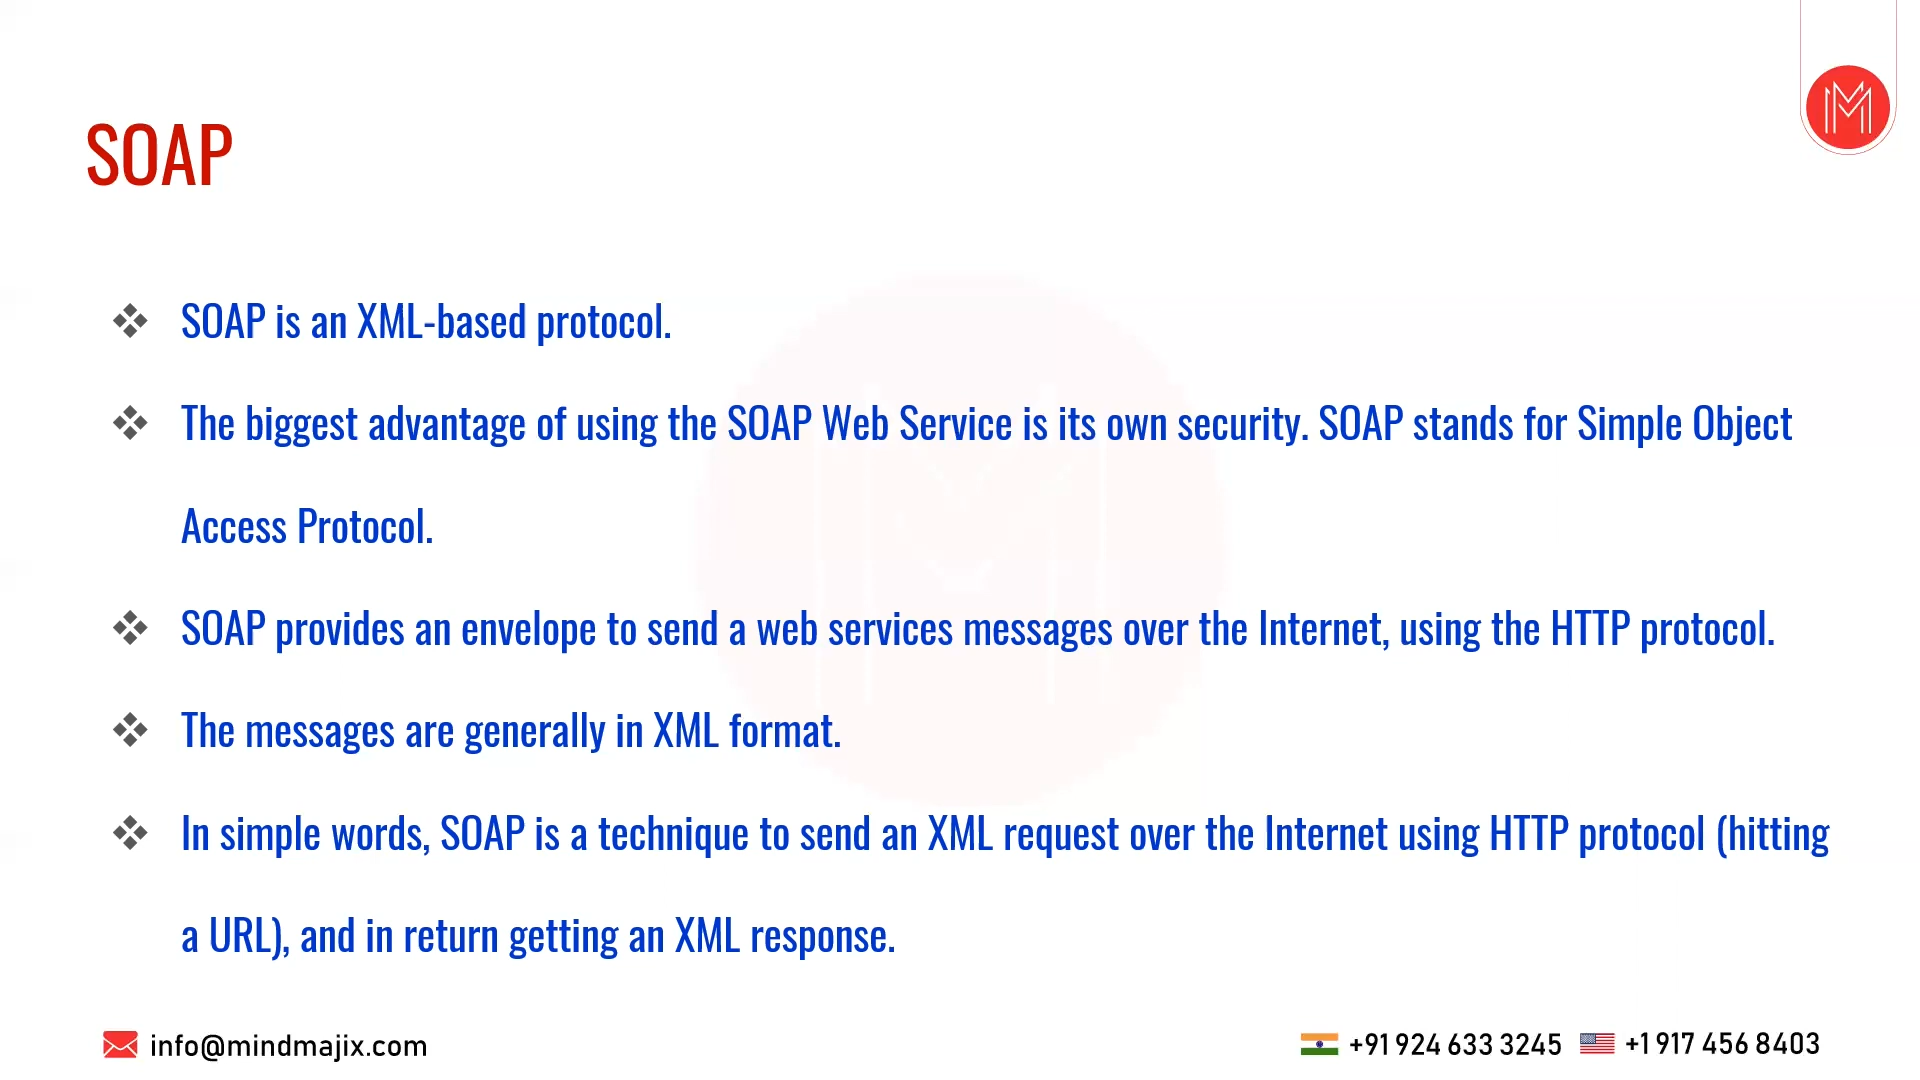 SOAP
SOAP is an XML-based protocol.
The biggest advantage of using the SOAP Web Service is its own security. SOAP stands for Simple Object
Access Protocol.
SOAP provides an envelope to send a web services messages over the Internet, using the HTTP protocol.
The messages are generally in XML format.
In simple words, SOAP is a technique to send an XML request over the Internet using HTTP protocol (hitting
a URL), and in return getting an XML response.
info@mindmajix.com
+91 924 633 3245
+1 917 456 8403